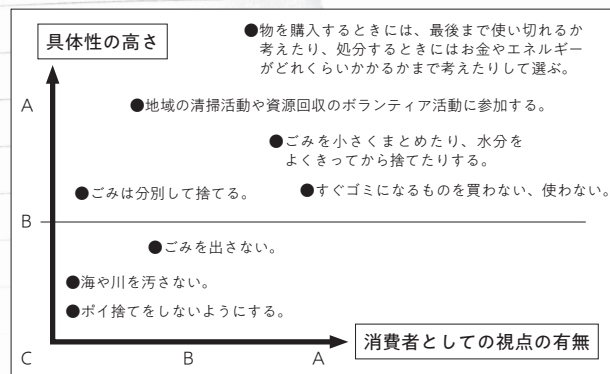 具体性の高さ
●物を購入するときには、最後まで使い切れるか
考えたり、処分するときにはお金やエネルギー
がどれくらいかかるかまで考えたりして選ぶ。
A
●地域の清掃活動や資源回収のボランティア活動に参加する。
●ごみを小さくまとめたり、水分を
よくきってから捨てたりする。
●ごみは分別して捨てる。
●すぐゴミになるものを買わない、使わない。
B
●ごみを出さない。
●海や川を汚さない。
●ポイ捨てをしないようにする。
消費者としての視点の有無
C
B
A